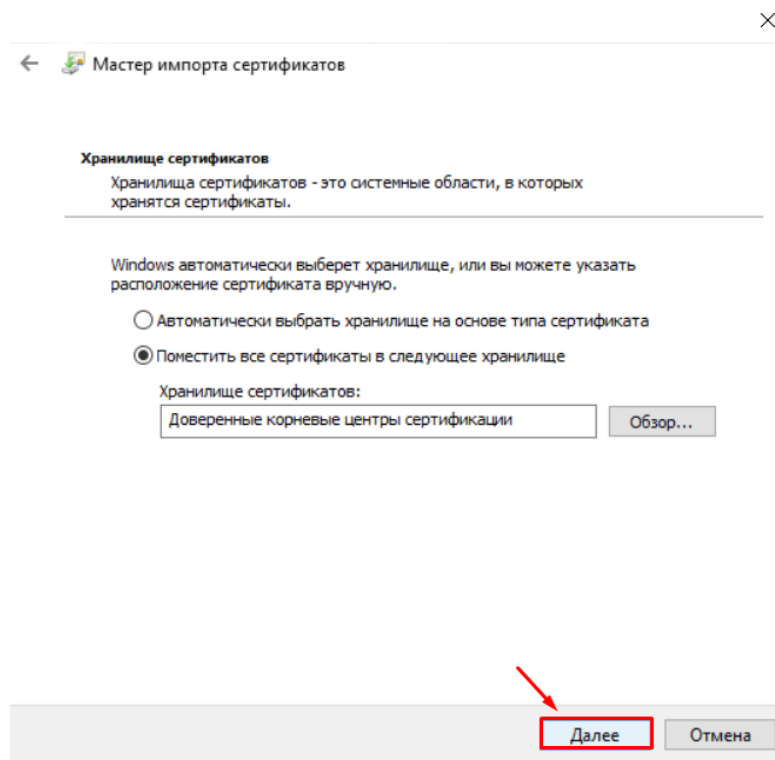 Мастер импорта сертификатов
Хранилище сертификатов
Хранилища сертификатов - это системные области, в которых
хранятся сертификаты.
Windows автоматически выберет хранилище, или вы можете указать
расположение сертификата вручную.
Автоматически выбрать хранилище на основе типа сертификата
Поместить все сертификаты в следующее хранилище
Хранилище сертификатов:
Доверенные корневые центры сертификации
Обзор...
Далее
Отмена